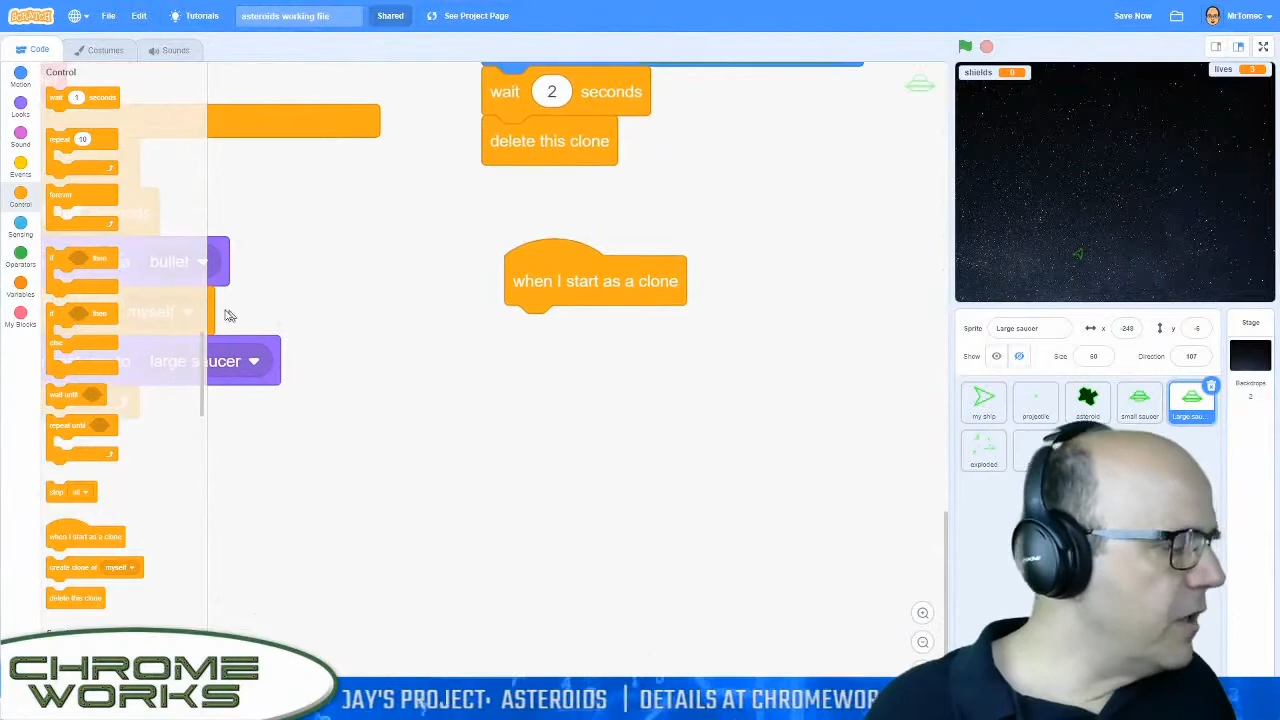 SCRATCH
File
Edit
Tutorials
asteroids working file
Shared
See Project Page
Save Now
MrTomec
Code
Costumes
Sounds
Motion
Looks
Sound
Events
Control
Sensing
Operators
Variables
My Blocks
Control
wait 1 seconds
repeat 10
forever
if then
if then
else
wait until
repeat until
stop all
when I start as a clone
create clone of myself
delete this clone
bullet
myself
large saucer
wait 2 seconds
delete this clone
when I start as a clone
shields 0
lives 3
Sprite Large saucer x -248 y -6
Show Size 60 Direction 107
my ship
projectile
asteroid
small saucer
Large sau...
exploded
Stage
Backdrops
2
CHROME
WORKS
JAY'S PROJECT: ASTEROIDS | DETAILS AT